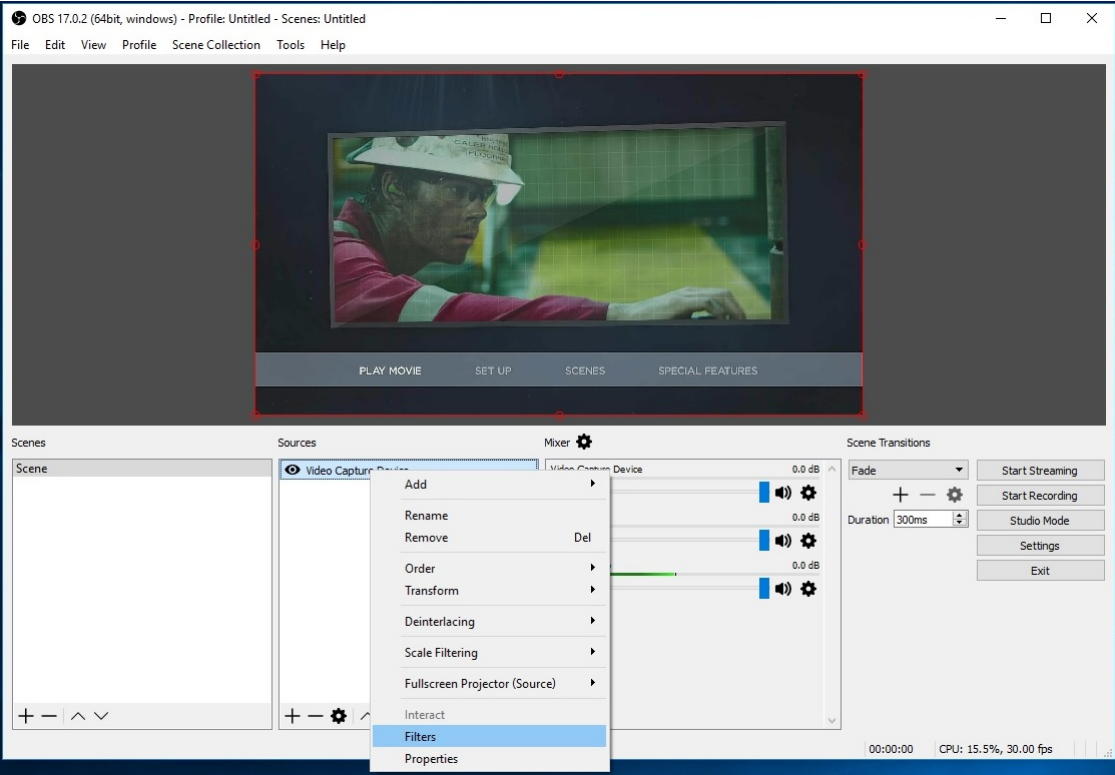 OBS 17.0.2 (64bit, windows) - Profile: Untitled - Scenes: Untitled
File Edit View Profile Scene Collection Tools Help
PLAY MOVIE SET UP SCENES SPECIAL FEATURES
Scenes
Scene
Sources
Video Capture Device
Add
Rename
Remove Del
Order
Transform
Deinterlacing
Scale Filtering
Fullscreen Projector (Source)
Interact
Filters
Properties
Mixer
Video Capture Device 0.0 dB
0.0 dB
0.0 dB
Scene Transitions
Fade
Duration 300ms
Start Streaming
Start Recording
Studio Mode
Settings
Exit
00:00:00 CPU: 15.5%, 30.00 fps